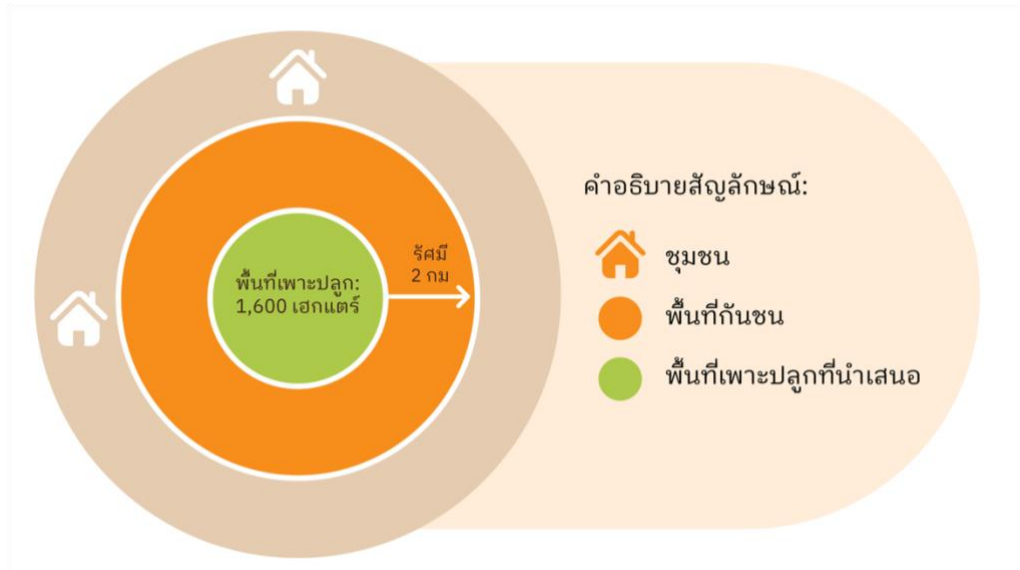 พื้นที่เพาะปลูก:
1,600 เฮกแตร์
รัศมี
2 กม
คำอธิบายสัญลักษณ์:
ชุมชน
พื้นที่กันชน
พื้นที่เพาะปลูกที่นำเสนอ